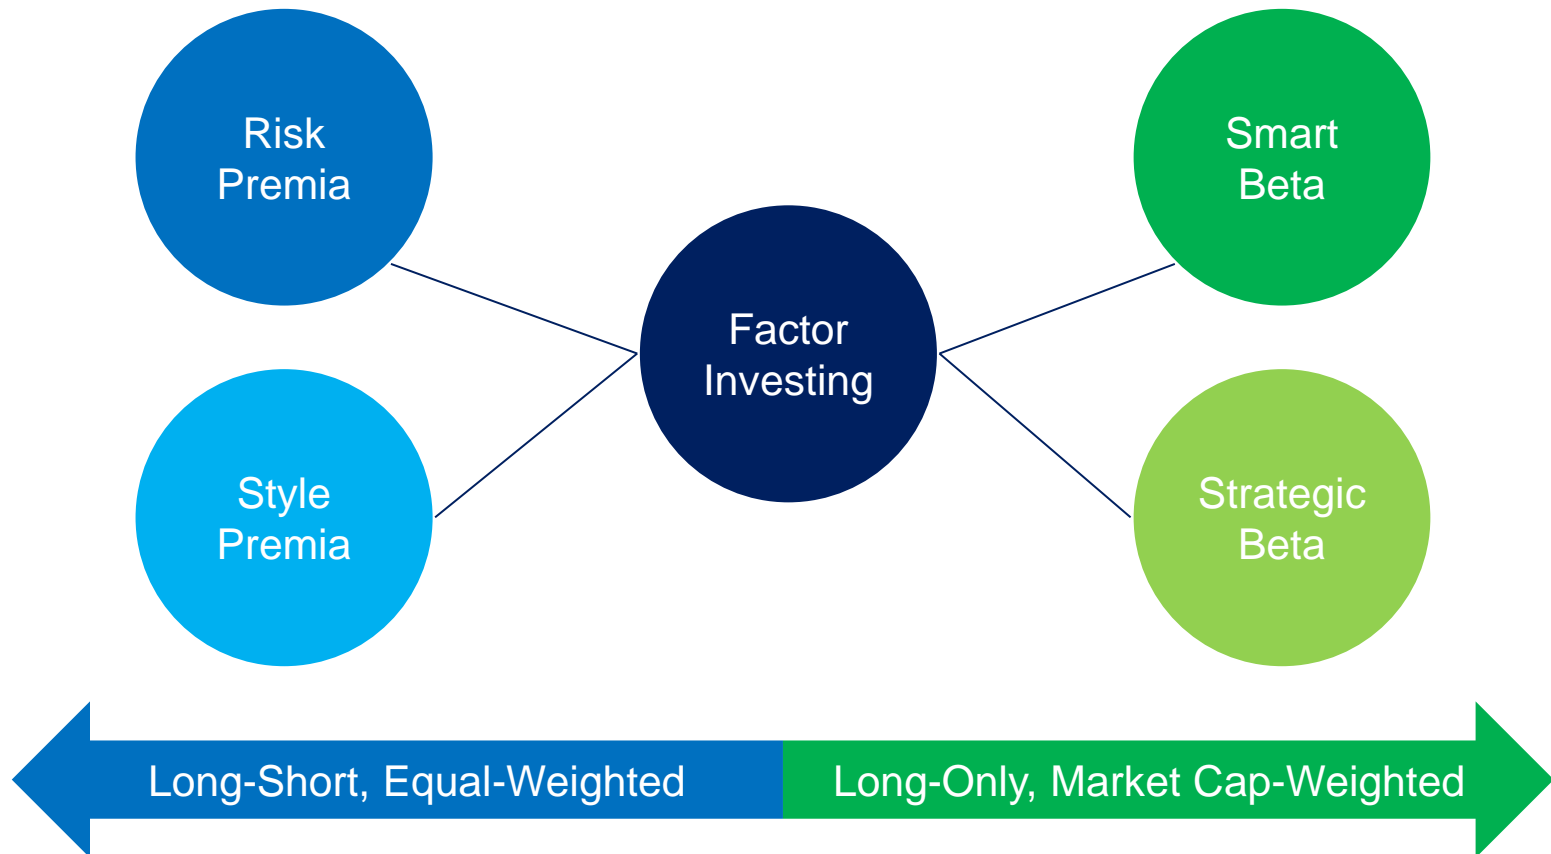 Risk
Premia
Smart
Beta
Factor
Investing
Style
Premia
Strategic
Beta
Long-Short, Equal-Weighted
Long-Only, Market Cap-Weighted